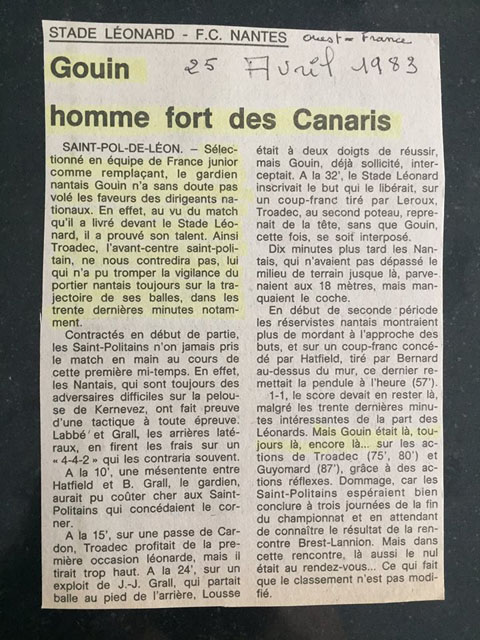 STADE LÉONARD - F.C. NANTES
Ouest-France
Gouin
25 Avril 1983
homme fort des Canaris
SAINT-POL-DE-LÉON. – Sélec-
tionné en équipe de France junior
comme remplaçant, le gardien
nantais Gouin n'a sans doute pas
volé les faveurs des dirigeants na-
tionaux. En effet, au vu du match
qu'il a livré devant le Stade Léo-
nard, il a prouvé son talent. Ainsi
Troadec, l'avant-centre saint-poli-
tain, ne nous contredira pas, lui
qui n'a pu tromper la vigilance du
portier nantais toujours sur la tra-
jectoire de ses balles, dans les
trente dernières minutes notam-
ment.
Contractés en début de partie,
les Saint-Politains n'on jamais pris
le match en main au cours de
cette première mi-temps. En effet,
les Nantais, qui sont toujours des
adversaires difficiles sur la pelou-
se de Kernevez, ont fait preuve
d'une tactique à toute épreuve.
Labbé et Grall, les arrières laté-
raux, en firent les frais sur un
« 4-4-2 » qui les contraria souvent.
A la 10', une mésentente entre
Hatfield et B. Grall, le gardien,
aurait pu coûter cher aux Saint-
Politains qui concédaient le cor-
ner.
A la 15', sur une passe de Car-
don, Troadec profitait de la pre-
mière occasion léonarde, mais il
tirait trop haut. A la 24', sur un
exploit de J.-J. Grall, qui partait
balle au pied de l'arrière, Lousse
était à deux doigts de réussir,
mais Gouin, déjà sollicité, inter-
ceptait. A la 32', le Stade Léonard
inscrivait le but qui le libérait, sur
un coup-franc tiré par Leroux,
Troadec, au second poteau, repre-
nait de la tête, sans que Gouin,
cette fois, se soit interposé.
Dix minutes plus tard les Nan-
tais, qui n'avaient pas dépassé le
milieu de terrain jusque là, parve-
naient aux 18 mètres, mais man-
quaient le coche.
En début de seconde période
les réservistes nantais montraient
plus de mordant à l'approche des
buts, et sur un coup-franc concé-
dé par Hatfield, tiré par Bernard
au-dessus du mur, ce dernier re-
mettait la pendule à l'heure (57').
1-1, le score devait en rester là,
malgré les trente dernières minu-
tes intéressantes de la part des
Léonards. Mais Gouin était là, tou-
jours là, encore là... sur les ac-
tions de Troadec (75', 80') et
Guyomard (87'), grâce à des ac-
tions réflexes. Dommage, car les
Saint-Politains espéraient bien
conclure à trois journées de la fin
du championnat et en attendant
de connaître le résultat de la ren-
contre Brest-Lannion. Mais dans
cette rencontre, là aussi le nul
était au rendez-vous... Ce qui fait
que le classement n'est pas modi-
fié.